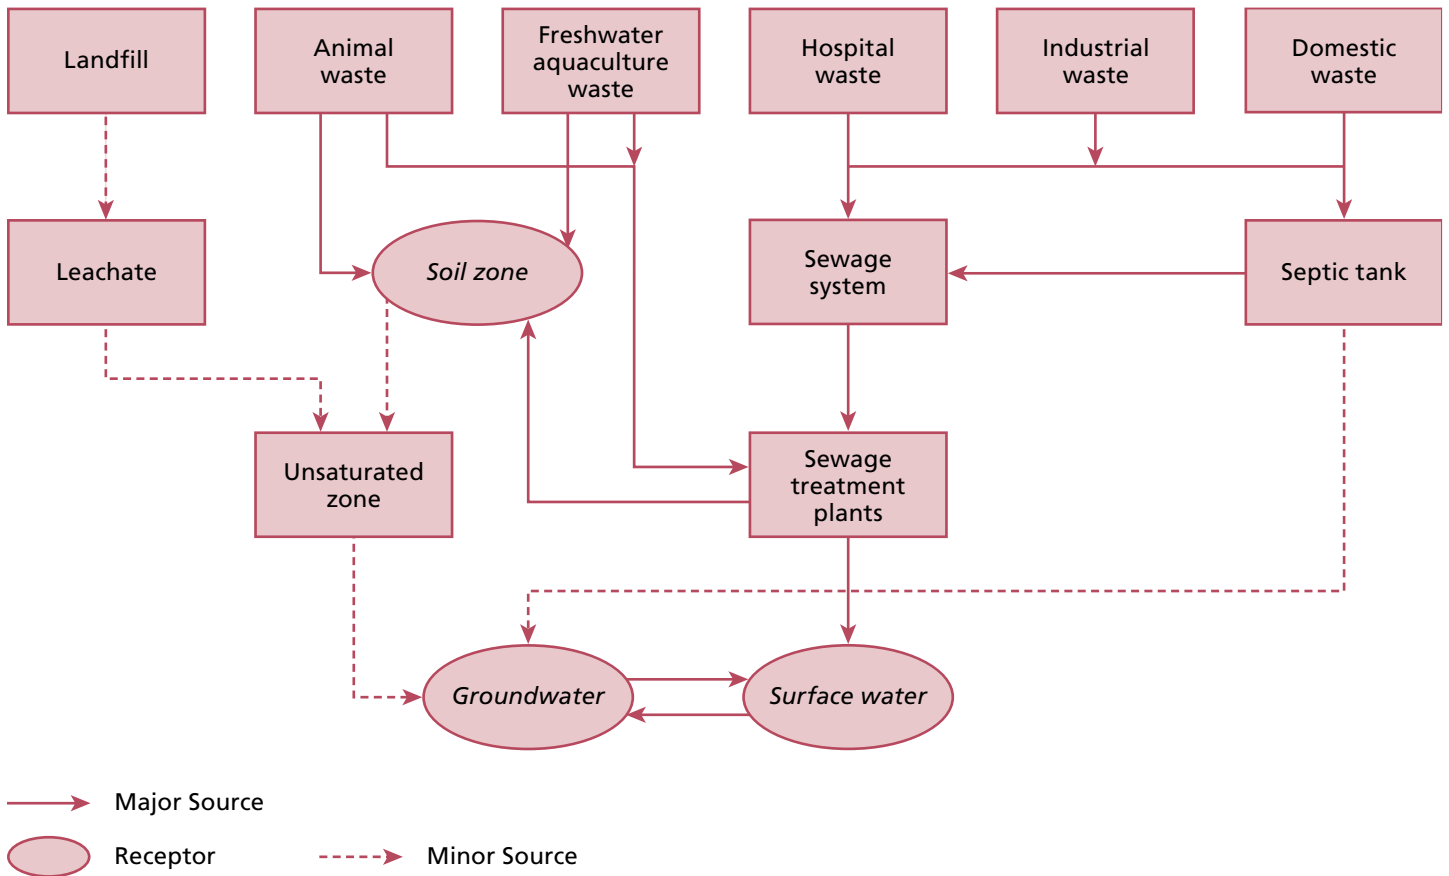 Landfill
Animal
waste
Freshwater
aquaculture
waste
Hospital
waste
Industrial
waste
Domestic
waste
Leachate
Soil zone
Sewage
system
Septic tank
Unsaturated
zone
Sewage
treatment
plants
Groundwater
Surface water
Major Source
Receptor
Minor Source